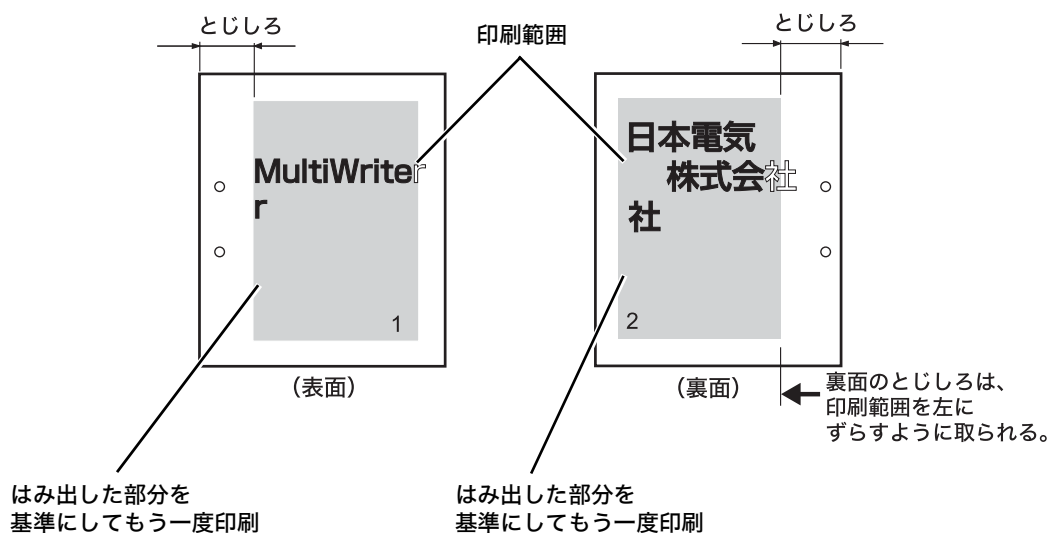 とじしろ
印刷範囲
とじしろ
MultiWriter
r
1
日本電気
株式会社
社
2
（表面）
（裏面）
裏面のとじしろは、
印刷範囲を左に
ずらすように取られる。
はみ出した部分を
基準にしてもう一度印刷
はみ出した部分を
基準にしてもう一度印刷